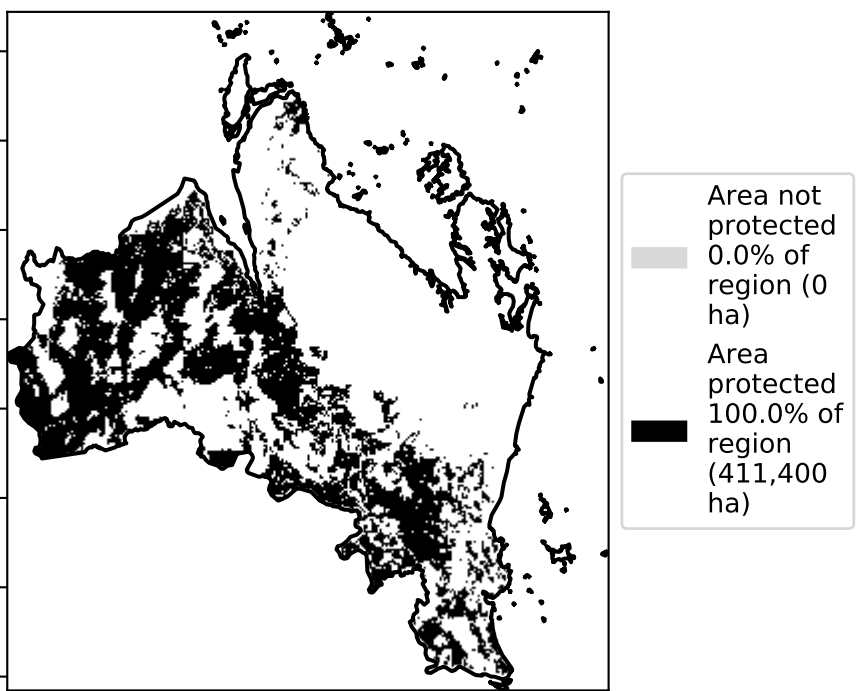 Area not
protected
0.0% of
region (0
ha)
Area
protected
100.0% of
region
(411,400
ha)